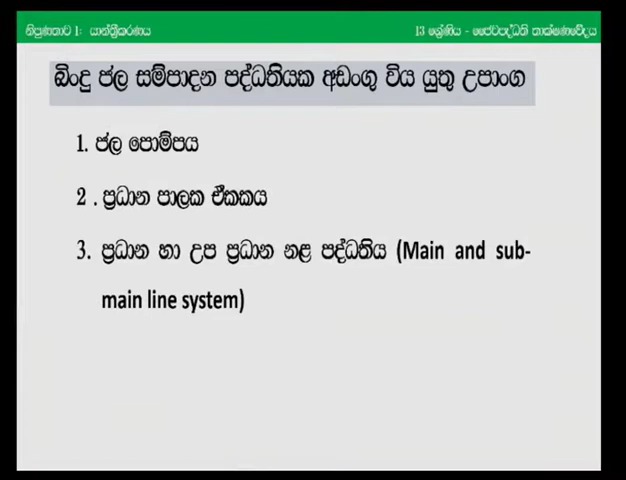 නිපුණතාව 1: යාන්ත්‍රීකරණය
13 ශ්‍රේණිය - ජෛවපද්ධති තාක්ෂණවේදය
බිංදු ජල සම්පාදන පද්ධතියක අඩංගු විය යුතු උපාංග
1. ජල පොම්පය
2 . ප්‍රධාන පාලක ඒකකය
3. ප්‍රධාන හා උප ප්‍රධාන නළ පද්ධතිය (Main and sub-
main line system)